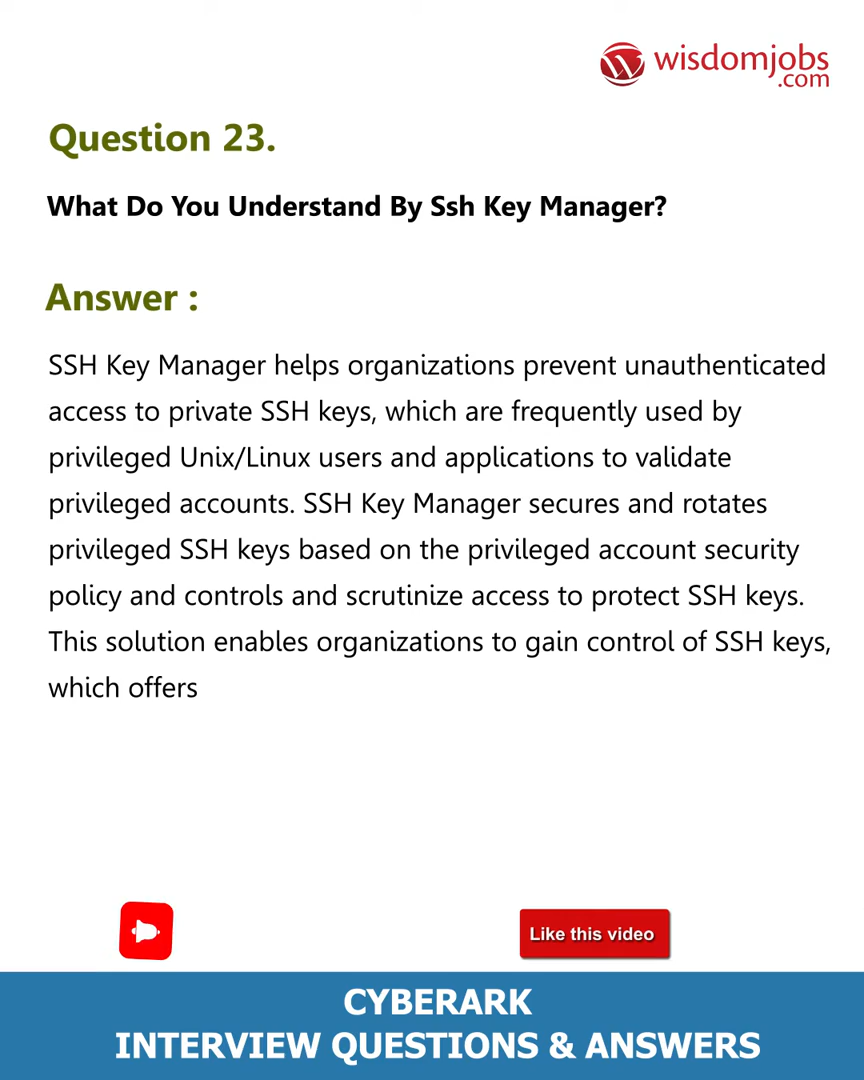 wisdomjobs
.com
Question 23.
What Do You Understand By Ssh Key Manager?
Answer :
SSH Key Manager helps organizations prevent unauthenticated
access to private SSH keys, which are frequently used by
privileged Unix/Linux users and applications to validate
privileged accounts. SSH Key Manager secures and rotates
privileged SSH keys based on the privileged account security
policy and controls and scrutinize access to protect SSH keys.
This solution enables organizations to gain control of SSH keys,
which offers
Like this video
CYBERARK
INTERVIEW QUESTIONS & ANSWERS